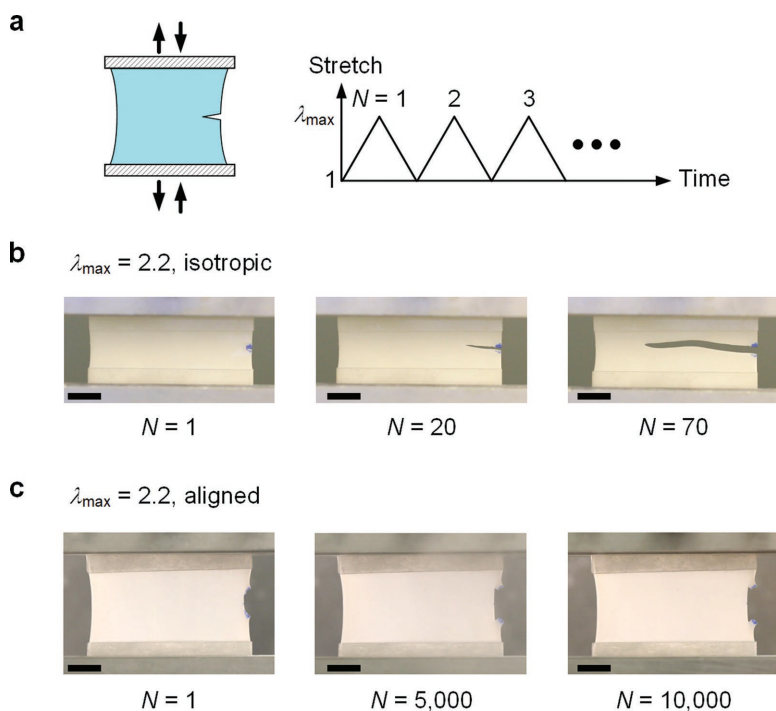 a
Stretch
N = 1 2 3
λmax
1
Time
b
λmax = 2.2, isotropic
N = 1 N = 20 N = 70
c
λmax = 2.2, aligned
N = 1 N = 5,000 N = 10,000